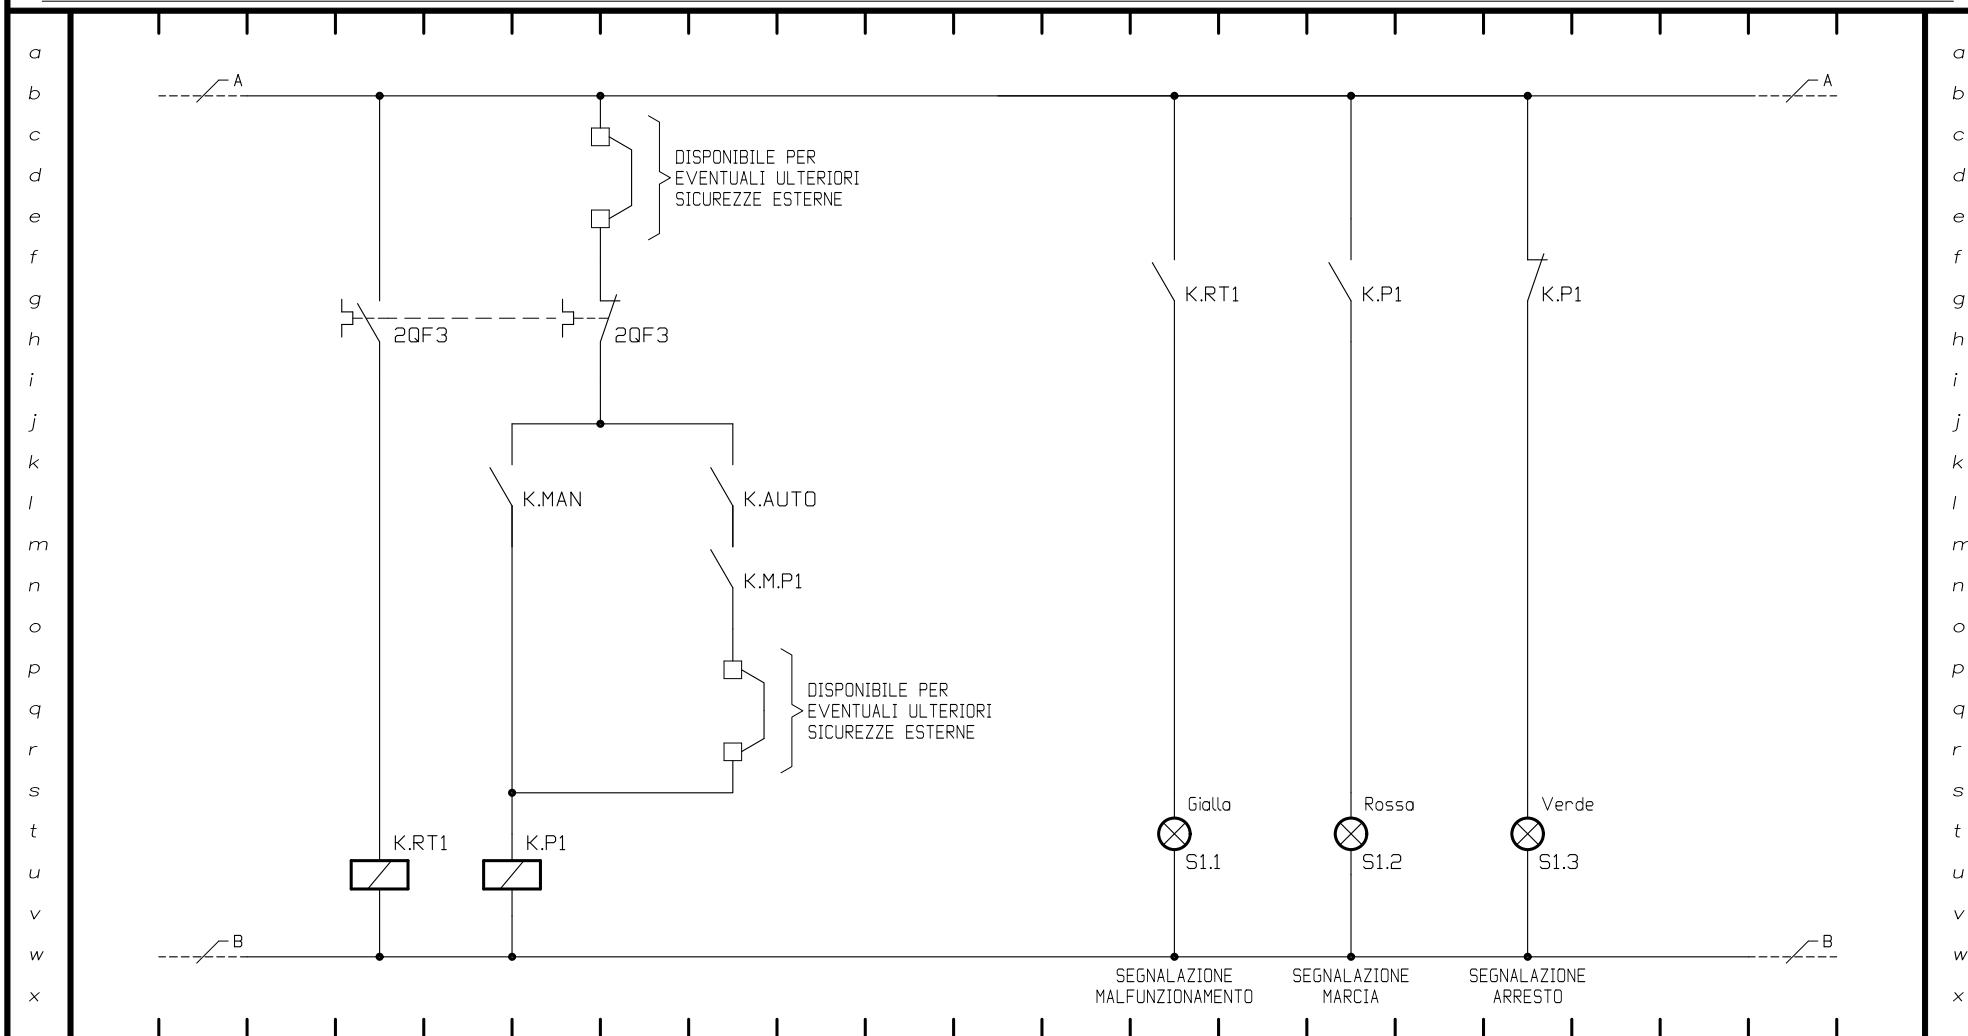 a
a
A
A
b
b
c
c
DISPONIBILE PER
EVENTUALI ULTERIORI
SICUREZZE ESTERNE
d
d
e
e
f
f
K.RT1
K.P1
K.P1
g
g
2QF3
2QF3
h
h
i
i
j
j
k
k
K.MAN
K.AUTO
l
l
m
m
K.M.P1
n
n
o
o
p
p
DISPONIBILE PER
EVENTUALI ULTERIORI
SICUREZZE ESTERNE
q
q
r
r
s
s
Gialla
Rossa
Verde
t
t
K.RT1
K.P1
S1.1
S1.2
S1.3
u
u
v
v
B
B
w
w
SEGNALAZIONE
MALFUNZIONAMENTO
SEGNALAZIONE
MARCIA
SEGNALAZIONE
ARRESTO
x
x